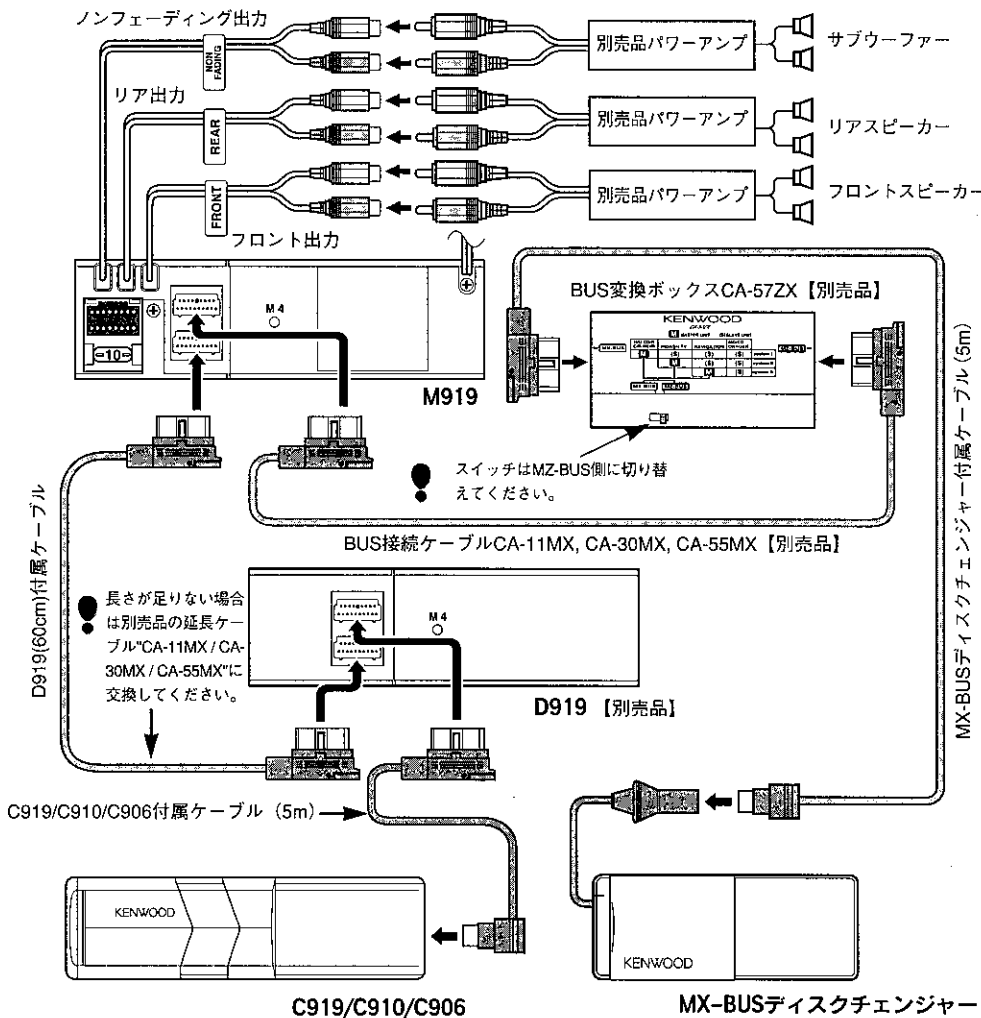 ノンフェーディング出力
NON FADING
別売品パワーアンプ
サブウーファー
リア出力
REAR
別売品パワーアンプ
リアスピーカー
FRONT
別売品パワーアンプ
フロントスピーカー
フロント出力
M4
10
M919
BUS変換ボックスCA-57ZX【別売品】
KENWOOD
スイッチはMZ-BUS側に切り替
えてください。
MX-BUSディスクチェンジャー付属ケーブル(5m)
BUS接続ケーブルCA-11MX, CA-30MX, CA-55MX【別売品】
D919(60cm)付属ケーブル
長さが足りない場合
は別売品の延長ケー
ブル"CA-11MX / CA-
30MX / CA-55MX"に
交換してください。
M4
D919 【別売品】
C919/C910/C906付属ケーブル (5m)
KENWOOD
C919/C910/C906
KENWOOD
MX-BUSディスクチェンジャー